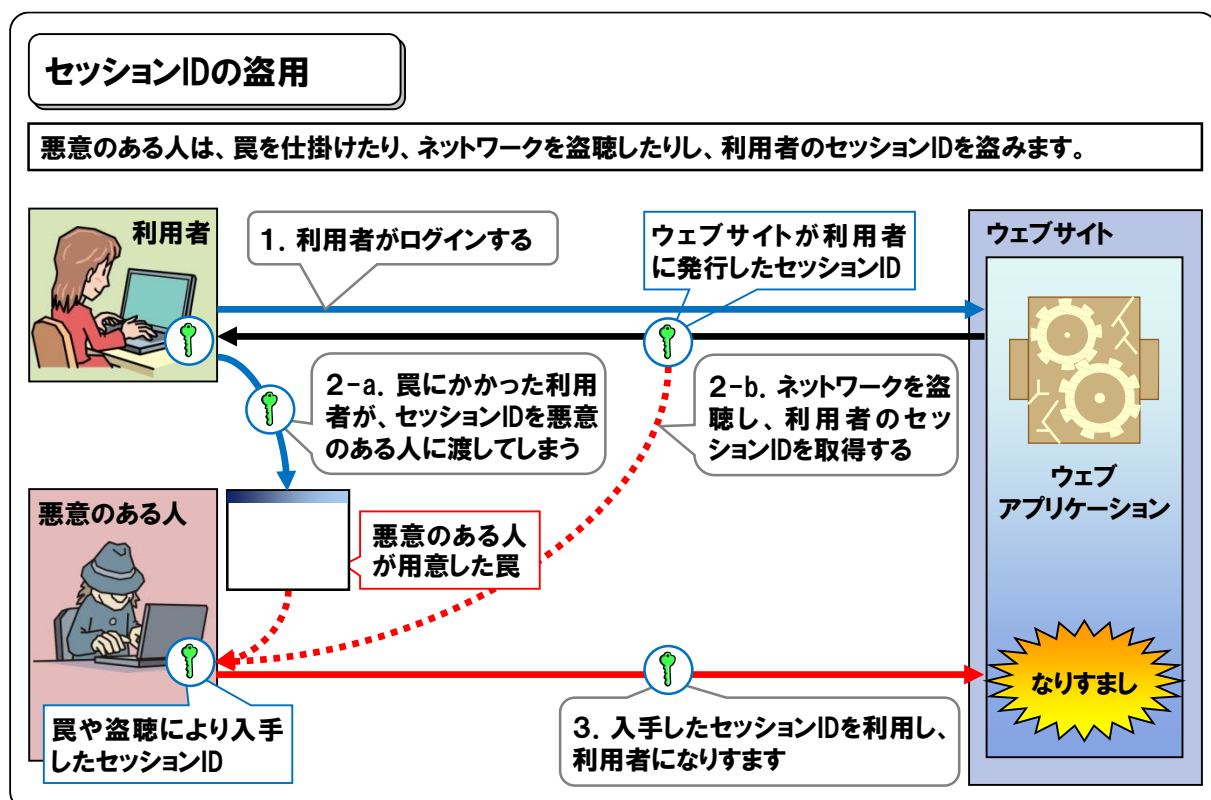 セッションIDの盗用
悪意のある人は、罠を仕掛けたり、ネットワークを盗聴したりし、利用者のセッションIDを盗みます。
利用者
1．利用者がログインする
ウェブサイトが利用者
に発行したセッションID
ウェブサイト
2-a．罠にかかった利用
者が、セッションIDを悪意
のある人に渡してしまう
2-b．ネットワークを盗
聴し、利用者のセッ
ションIDを取得する
ウェブ
アプリケーション
悪意のある人
悪意のある人
が用意した罠
なりすまし
罠や盗聴により入手
したセッションID
3．入手したセッションIDを利用し、
利用者になりすます